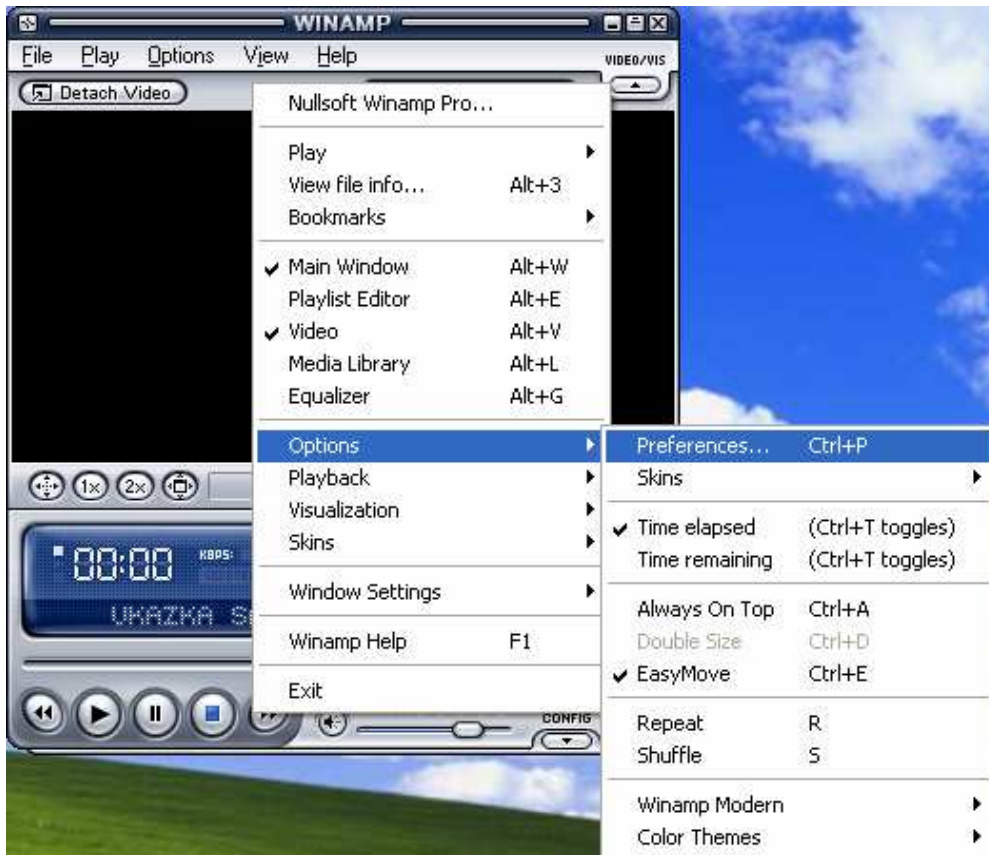 WINAMP
File Play Options View Help
VIDEO/VIS
Detach Video
Nullsoft Winamp Pro...
Play
View file info... Alt+3
Bookmarks
Main Window Alt+W
Playlist Editor Alt+E
Video Alt+V
Media Library Alt+L
Equalizer Alt+G
Options
Playback
Visualization
Skins
Window Settings
Winamp Help F1
Exit
Preferences... Ctrl+P
Skins
Time elapsed (Ctrl+T toggles)
Time remaining (Ctrl+T toggles)
Always On Top Ctrl+A
Double Size Ctrl+D
EasyMove Ctrl+E
Repeat R
Shuffle S
Winamp Modern
Color Themes
1x 2x
00:00 KBPS:
UKAZKA
CONFIG